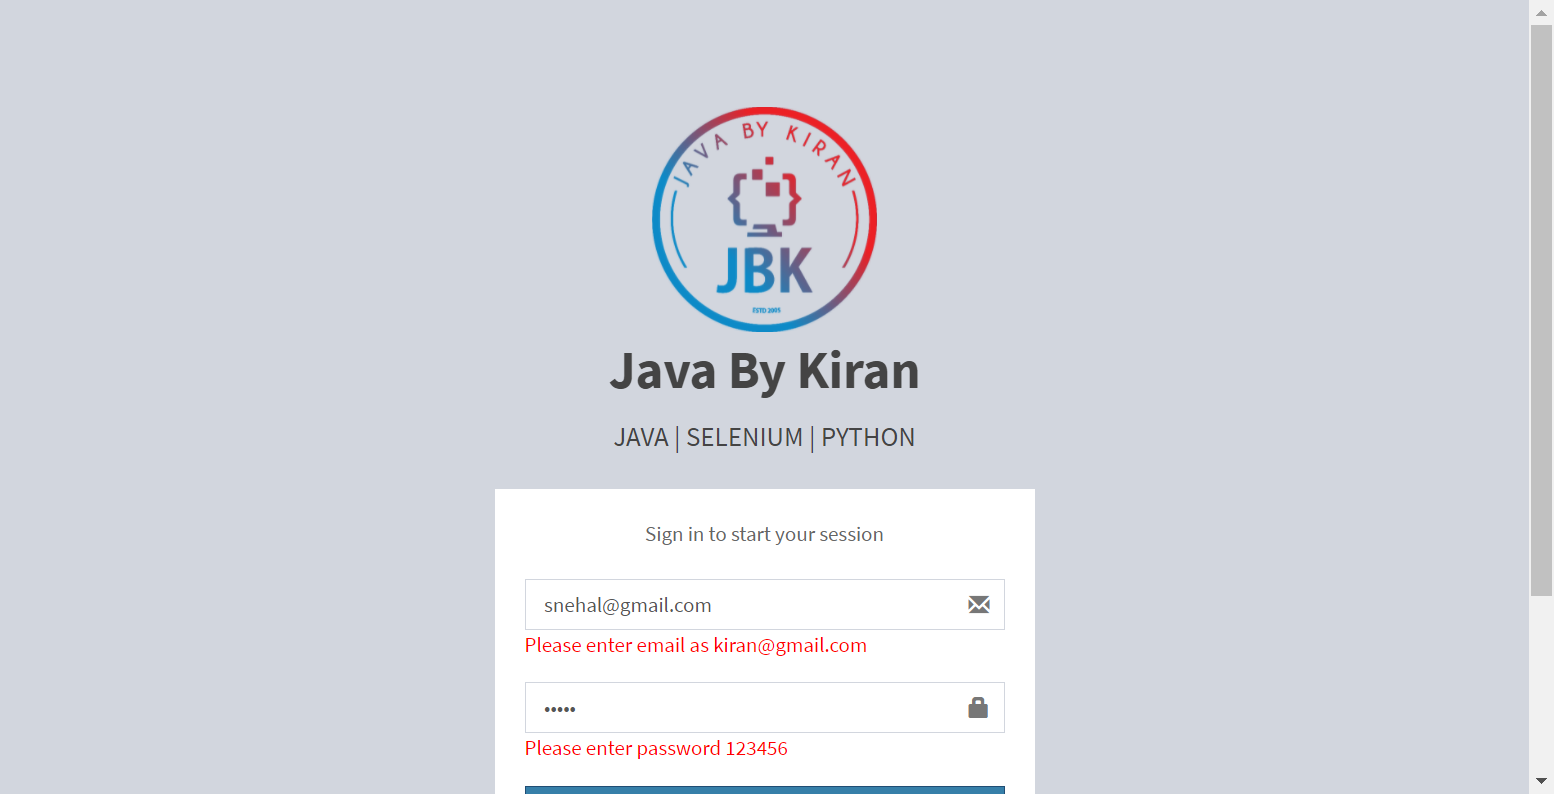 JAVA BY KIRAN
JBK
ESTD 2005
Java By Kiran
JAVA | SELENIUM | PYTHON
Sign in to start your session
snehal@gmail.com
Please enter email as kiran@gmail.com
•••••
Please enter password 123456